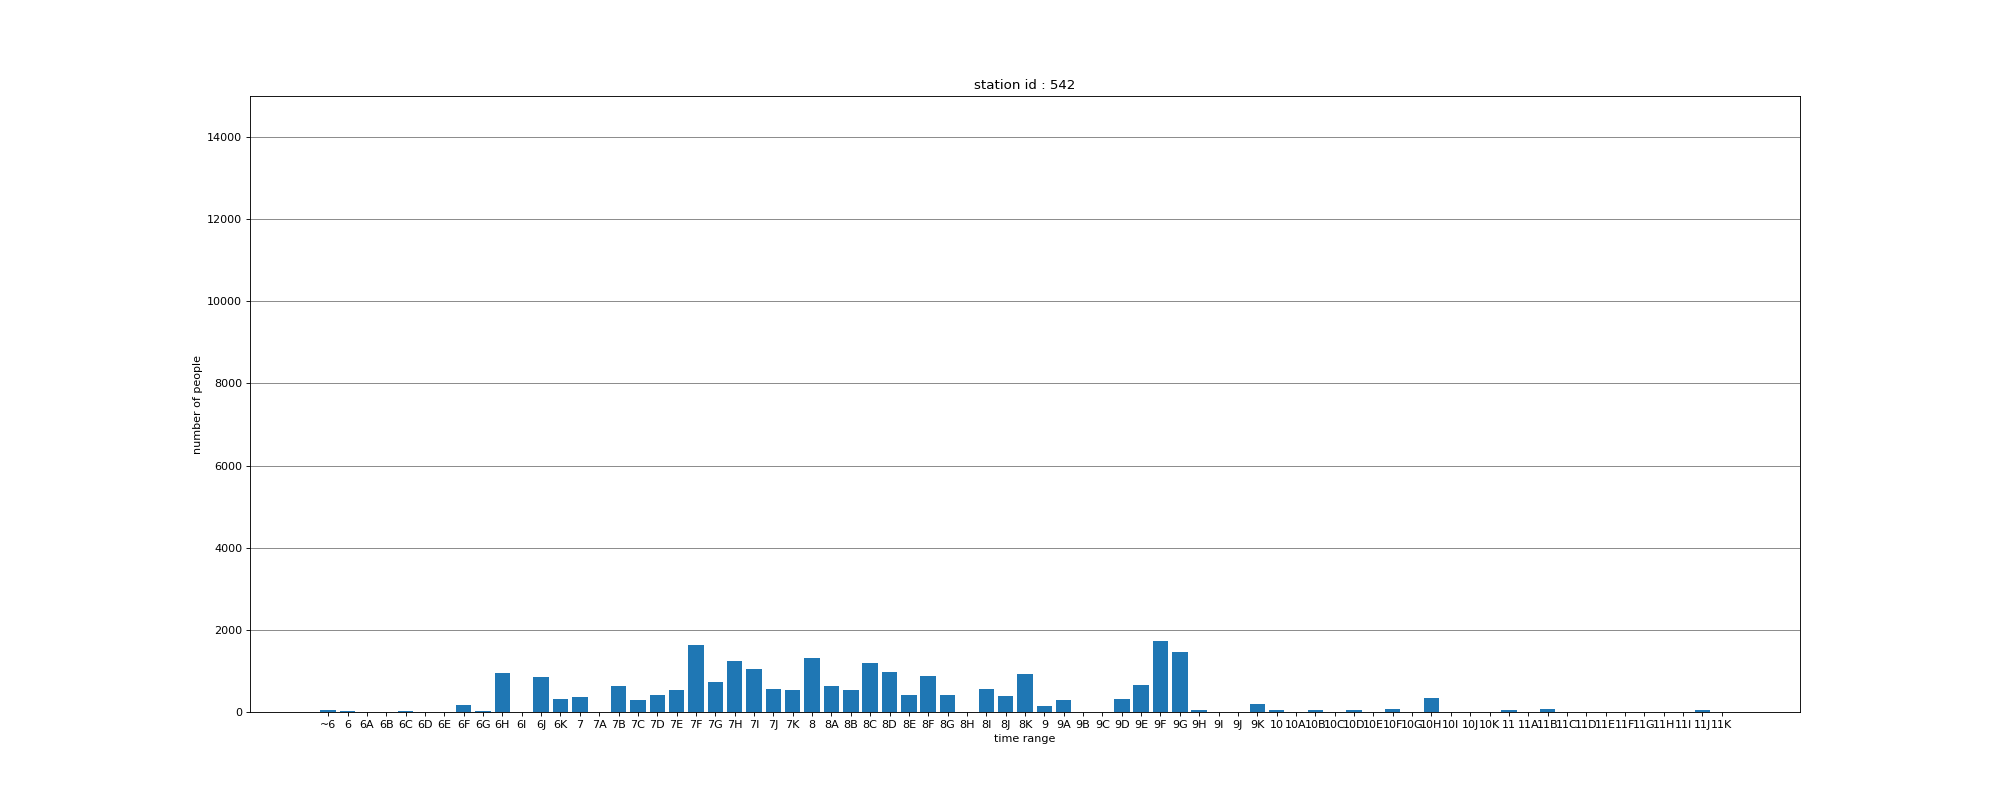 station id : 542
14000
12000
10000
8000
6000
4000
2000
0
number of people
~6 6 6A 6B 6C 6D 6E 6F 6G 6H 6I 6J 6K 7 7A 7B 7C 7D 7E 7F 7G 7H 7I 7J 7K 8 8A 8B 8C 8D 8E 8F 8G 8H 8I 8J 8K 9 9A 9B 9C 9D 9E 9F 9G 9H 9I 9J 9K 10 10A 10B 10C 10D 10E 10F 10G 10H 10I 10J 10K 11 11A 11B 11C 11D 11E 11F 11G 11H 11I 11J 11K
time range